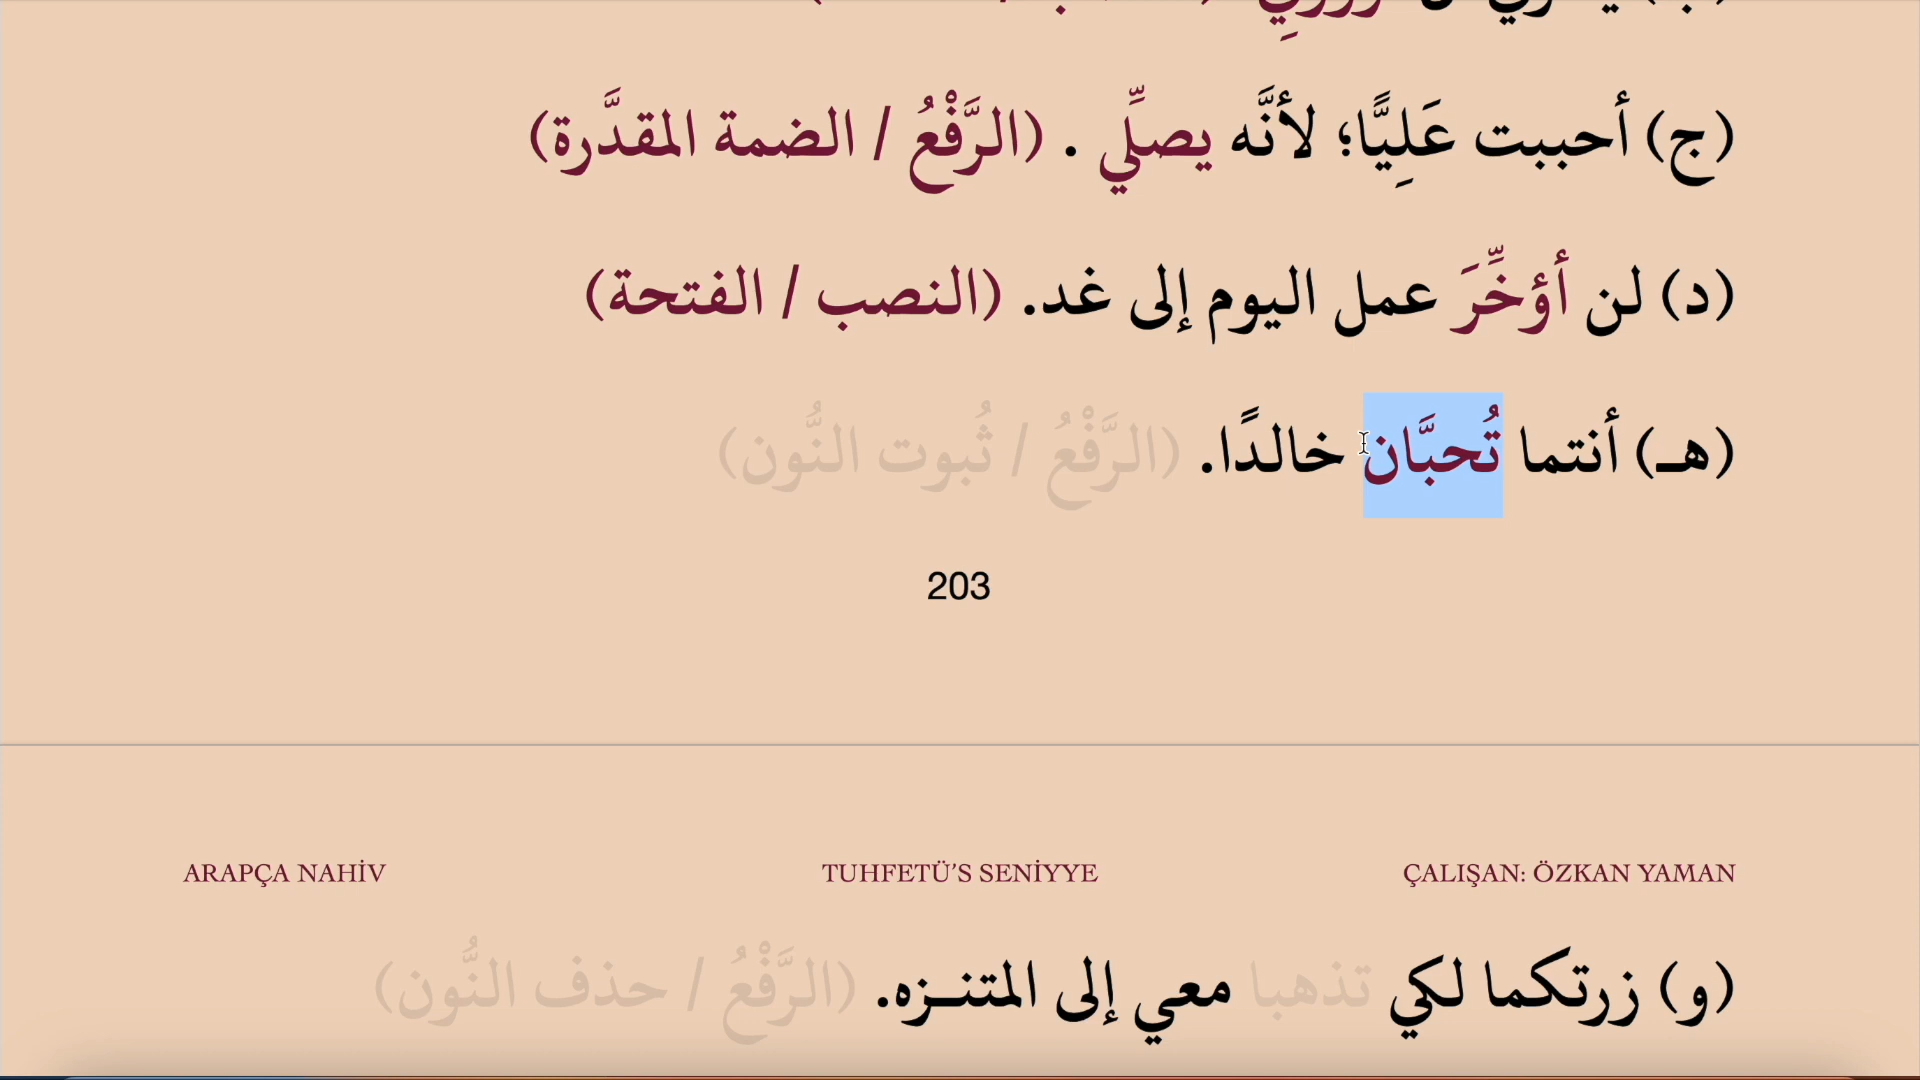 (ج) أحببت عَلِيًّا؛ لأنَّه يصلِّي . (الرَّفْعُ / الضمة المقدَّرة)
(د) لن أؤخِّرَ عمل اليوم إلى غد. (النصب / الفتحة)
(هـ) أنتما تُحبَّان خالدًا. (الرَّفْعُ / ثُبوت النُّون)
203
ARAPÇA NAHİV TUHFETÜ'S SENİYYE ÇALIŞAN: ÖZKAN YAMAN
(و) زرتكما لكي تذهبا معي إلى المتنـزه. (الرَّفْعُ / حذف النُّون)